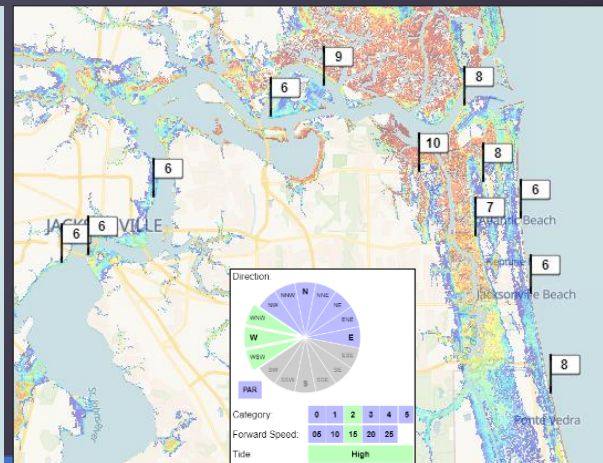 9
6
8
10
8
6
7
6
Atlantic Beach
JACKSONVILLE
6
6
Neptune
6
Jacksonville Beach
8
Ponte Vedra
Direction:
N
NNW
NNE
NW
NE
WNW
ENE
W
E
WSW
ESE
SW
SE
SSW
SSE
S
PAR
Category: 0 1 2 3 4 5
Forward Speed: 05 10 15 20 25
Tide High